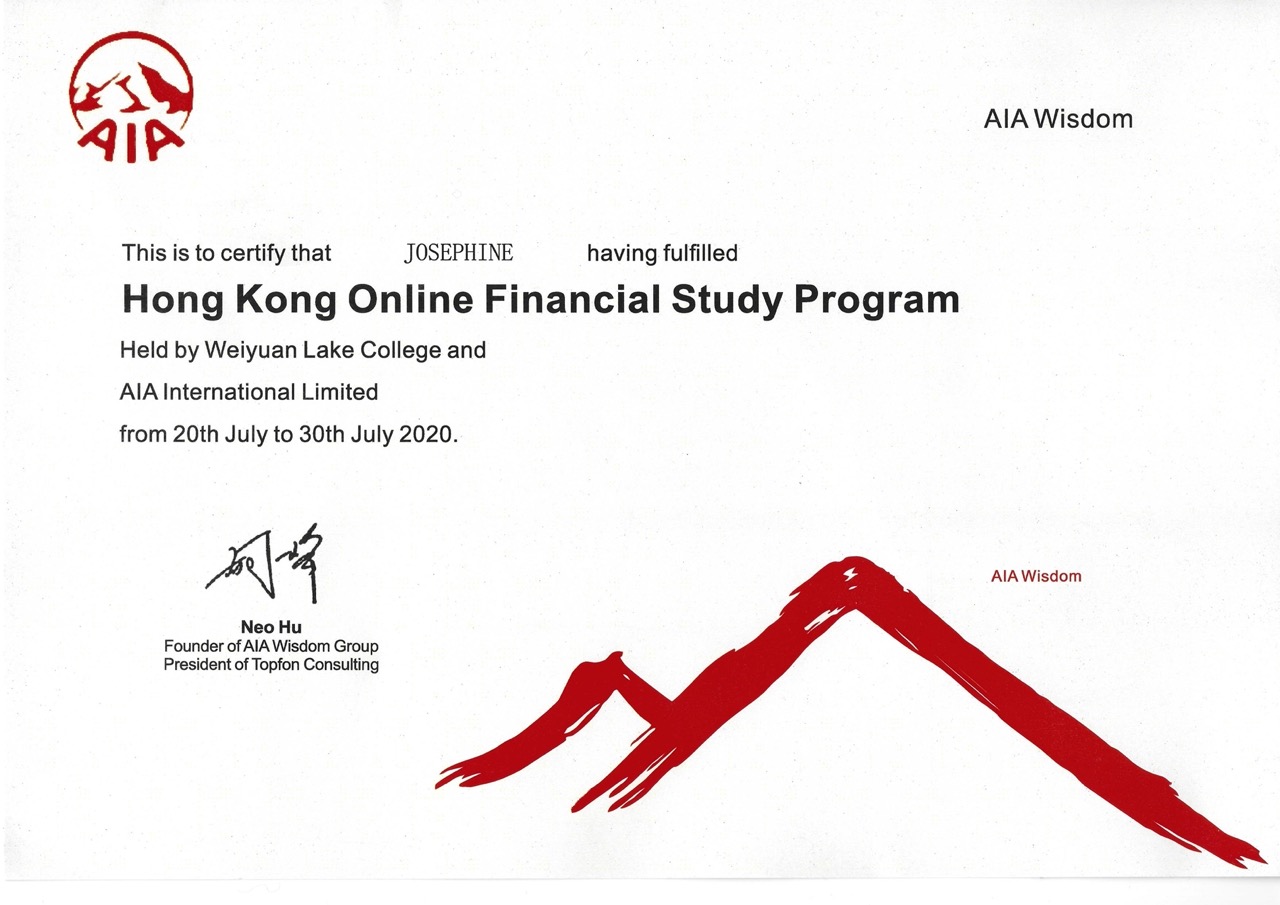 AIA
AIA Wisdom
This is to certify that JOSEPHINE having fulfilled
Hong Kong Online Financial Study Program
Held by Weiyuan Lake College and
AIA International Limited
from 20th July to 30th July 2020.
Neo Hu
Founder of AIA Wisdom Group
President of Topfon Consulting
AIA Wisdom